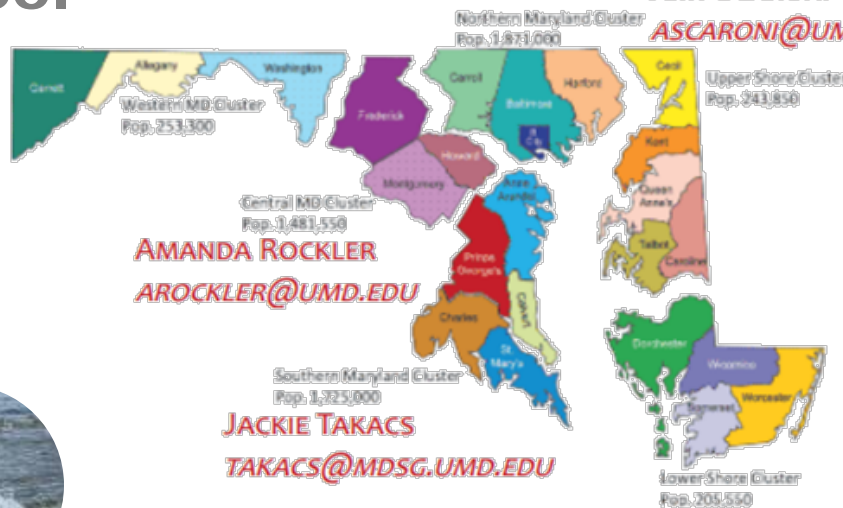 Northern Maryland Cluster
Pop. 1,871,000
ASCARONI@UM
Garrett
Allegany
Washington
Western MD Cluster
Pop. 253,300
Frederick
Carroll
Baltimore
City
Harford
Cecil
Upper Shore Cluster
Pop. 243,850
Kent
Queen
Anne's
Talbot
Caroline
Howard
Montgomery
Central MD Cluster
Pop. 1,481,550
AMANDA ROCKLER
AROCKLER@UMD.EDU
Anne
Arundel
Prince
George's
Calvert
Charles
St.
Mary's
Southern Maryland Cluster
Pop. 1,725,000
JACKIE TAKACS
TAKACS@MDSG.UMD.EDU
Dorchester
Wicomico
Somerset
Worcester
Lower Shore Cluster
Pop. 205,550